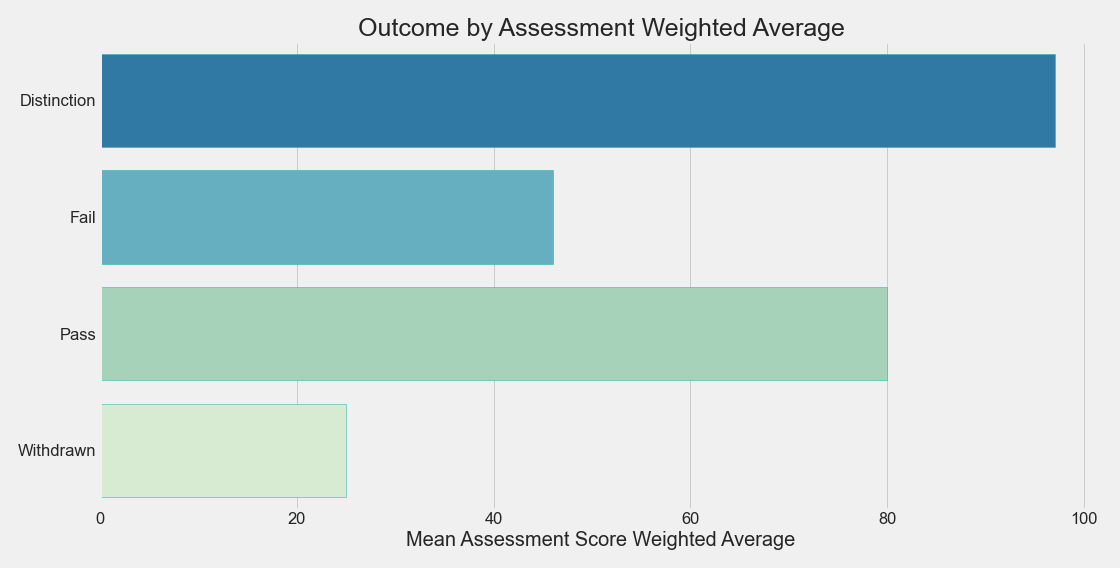 Outcome by Assessment Weighted Average
Distinction
Fail
Pass
Withdrawn
0 20 40 60 80 100
Mean Assessment Score Weighted Average